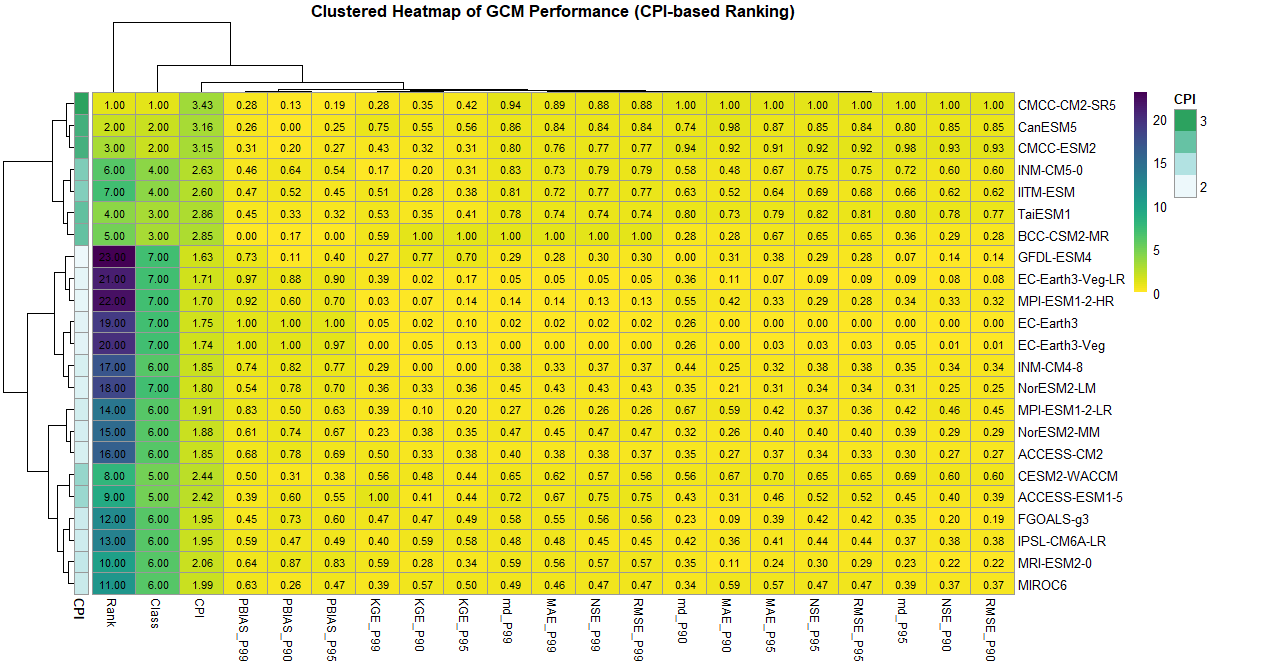 Clustered Heatmap of GCM Performance (CPI-based Ranking)
1.00 1.00 3.43 0.28 0.13 0.19 0.28 0.35 0.42 0.94 0.89 0.88 0.88 1.00 1.00 1.00 1.00 1.00 1.00 1.00 1.00 CMCC-CM2-SR5
2.00 2.00 3.16 0.26 0.00 0.25 0.75 0.55 0.56 0.86 0.84 0.84 0.84 0.74 0.98 0.87 0.85 0.84 0.80 0.85 0.85 CanESM5
3.00 2.00 3.15 0.31 0.20 0.27 0.43 0.32 0.31 0.80 0.76 0.77 0.77 0.94 0.92 0.91 0.92 0.92 0.98 0.93 0.93 CMCC-ESM2
6.00 4.00 2.63 0.46 0.64 0.54 0.17 0.20 0.31 0.83 0.73 0.79 0.79 0.58 0.48 0.67 0.75 0.75 0.72 0.60 0.60 INM-CM5-0
7.00 4.00 2.60 0.47 0.52 0.45 0.51 0.28 0.38 0.81 0.72 0.77 0.77 0.63 0.52 0.64 0.69 0.68 0.66 0.62 0.62 IITM-ESM
4.00 3.00 2.86 0.45 0.33 0.32 0.53 0.35 0.41 0.78 0.74 0.74 0.74 0.80 0.73 0.79 0.82 0.81 0.80 0.78 0.77 TaiESM1
5.00 3.00 2.85 0.00 0.17 0.00 0.59 1.00 1.00 1.00 1.00 1.00 1.00 0.28 0.28 0.67 0.65 0.65 0.36 0.29 0.28 BCC-CSM2-MR
23.00 7.00 1.63 0.73 0.11 0.40 0.27 0.77 0.70 0.29 0.28 0.30 0.30 0.00 0.31 0.38 0.29 0.28 0.07 0.14 0.14 GFDL-ESM4
21.00 7.00 1.71 0.97 0.88 0.90 0.39 0.02 0.17 0.05 0.05 0.05 0.05 0.36 0.11 0.07 0.09 0.09 0.09 0.08 0.08 EC-Earth3-Veg-LR
22.00 7.00 1.70 0.92 0.60 0.70 0.03 0.07 0.14 0.14 0.14 0.13 0.13 0.55 0.42 0.33 0.29 0.28 0.34 0.33 0.32 MPI-ESM1-2-HR
19.00 7.00 1.75 1.00 1.00 1.00 0.05 0.02 0.10 0.02 0.02 0.02 0.02 0.26 0.00 0.00 0.00 0.00 0.00 0.00 0.00 EC-Earth3
20.00 7.00 1.74 1.00 1.00 0.97 0.00 0.05 0.13 0.00 0.00 0.00 0.00 0.26 0.00 0.03 0.03 0.03 0.05 0.01 0.01 EC-Earth3-Veg
17.00 6.00 1.85 0.74 0.82 0.77 0.29 0.00 0.00 0.38 0.33 0.37 0.37 0.44 0.25 0.32 0.38 0.38 0.35 0.34 0.34 INM-CM4-8
18.00 7.00 1.80 0.54 0.78 0.70 0.36 0.33 0.36 0.45 0.43 0.43 0.43 0.35 0.21 0.31 0.34 0.34 0.31 0.25 0.25 NorESM2-LM
14.00 6.00 1.91 0.83 0.50 0.63 0.39 0.10 0.20 0.27 0.26 0.26 0.26 0.67 0.59 0.42 0.37 0.36 0.42 0.46 0.45 MPI-ESM1-2-LR
15.00 6.00 1.88 0.61 0.74 0.67 0.23 0.38 0.35 0.47 0.45 0.47 0.47 0.32 0.26 0.40 0.40 0.40 0.39 0.29 0.29 NorESM2-MM
16.00 6.00 1.85 0.68 0.78 0.69 0.50 0.33 0.38 0.40 0.38 0.38 0.37 0.35 0.27 0.37 0.34 0.33 0.30 0.27 0.27 ACCESS-CM2
8.00 5.00 2.44 0.50 0.31 0.38 0.56 0.48 0.44 0.65 0.62 0.57 0.56 0.56 0.67 0.70 0.65 0.65 0.69 0.60 0.60 CESM2-WACCM
9.00 5.00 2.42 0.39 0.60 0.55 1.00 0.41 0.44 0.72 0.67 0.75 0.75 0.43 0.31 0.46 0.52 0.52 0.45 0.40 0.39 ACCESS-ESM1-5
12.00 6.00 1.95 0.45 0.73 0.60 0.47 0.47 0.49 0.58 0.55 0.56 0.56 0.23 0.09 0.39 0.42 0.42 0.35 0.20 0.19 FGOALS-g3
13.00 6.00 1.95 0.59 0.47 0.49 0.40 0.59 0.58 0.48 0.48 0.45 0.45 0.42 0.36 0.41 0.44 0.44 0.37 0.38 0.38 IPSL-CM6A-LR
10.00 6.00 2.06 0.64 0.87 0.83 0.59 0.28 0.34 0.59 0.56 0.57 0.57 0.35 0.11 0.24 0.30 0.29 0.23 0.22 0.22 MRI-ESM2-0
11.00 6.00 1.99 0.63 0.26 0.47 0.39 0.57 0.50 0.49 0.46 0.47 0.47 0.34 0.59 0.57 0.47 0.47 0.39 0.37 0.37 MIROC6
CPI
Rank
Class
CPI
PBIAS_P99
PBIAS_P90
PBIAS_P95
KGE_P99
KGE_P90
KGE_P95
md_P99
MAE_P99
NSE_P99
RMSE_P99
md_P90
MAE_P90
MAE_P95
NSE_P95
RMSE_P95
md_P95
NSE_P90
RMSE_P90
20
15
10
5
0
CPI
3
2